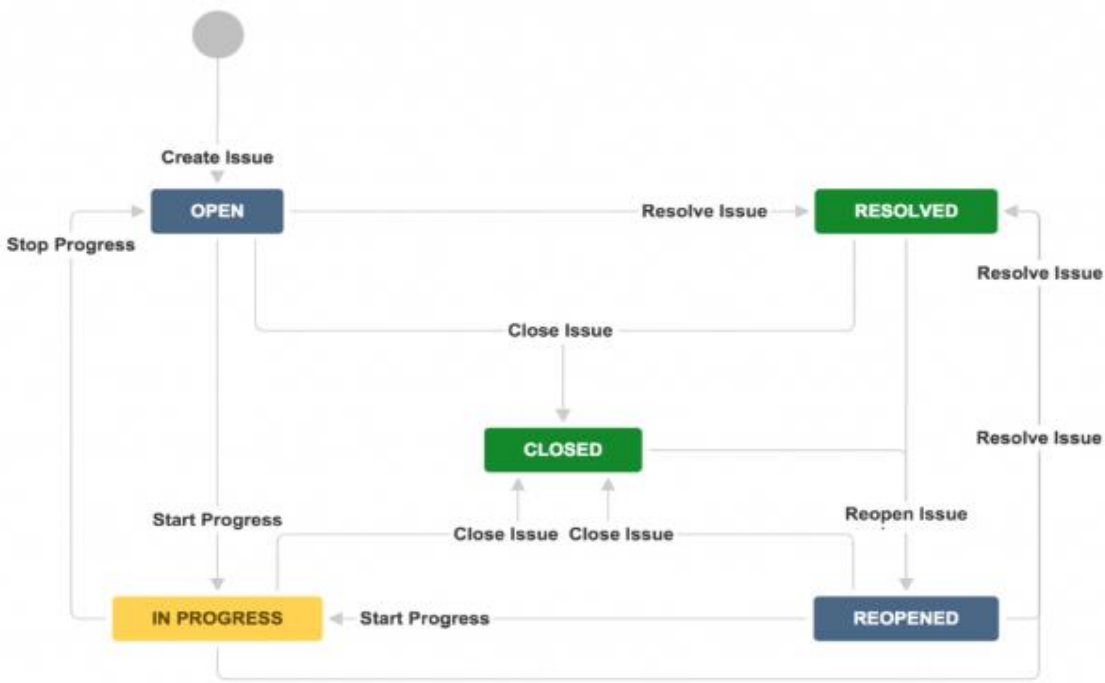 Create Issue
OPEN
Resolve Issue
RESOLVED
Stop Progress
Resolve Issue
Close Issue
CLOSED
Resolve Issue
Start Progress
Close Issue
Close Issue
Reopen Issue
IN PROGRESS
Start Progress
REOPENED